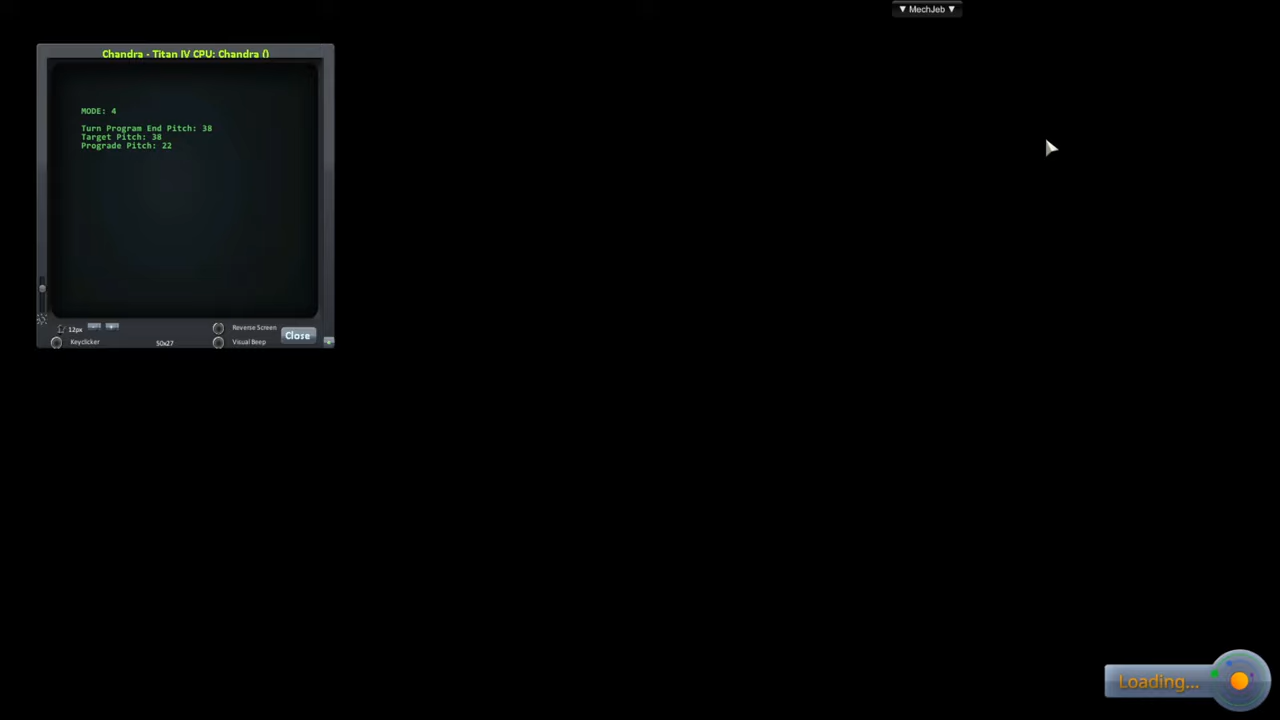 ▼ MechJeb ▼
Chandra - Titan IV CPU: Chandra ()
MODE: 4
Turn Program End Pitch: 38
Target Pitch: 38
Prograde Pitch: 22
12px
-
+
Reverse Screen
Close
Keyclicker
50x27
Visual Beep
Loading...